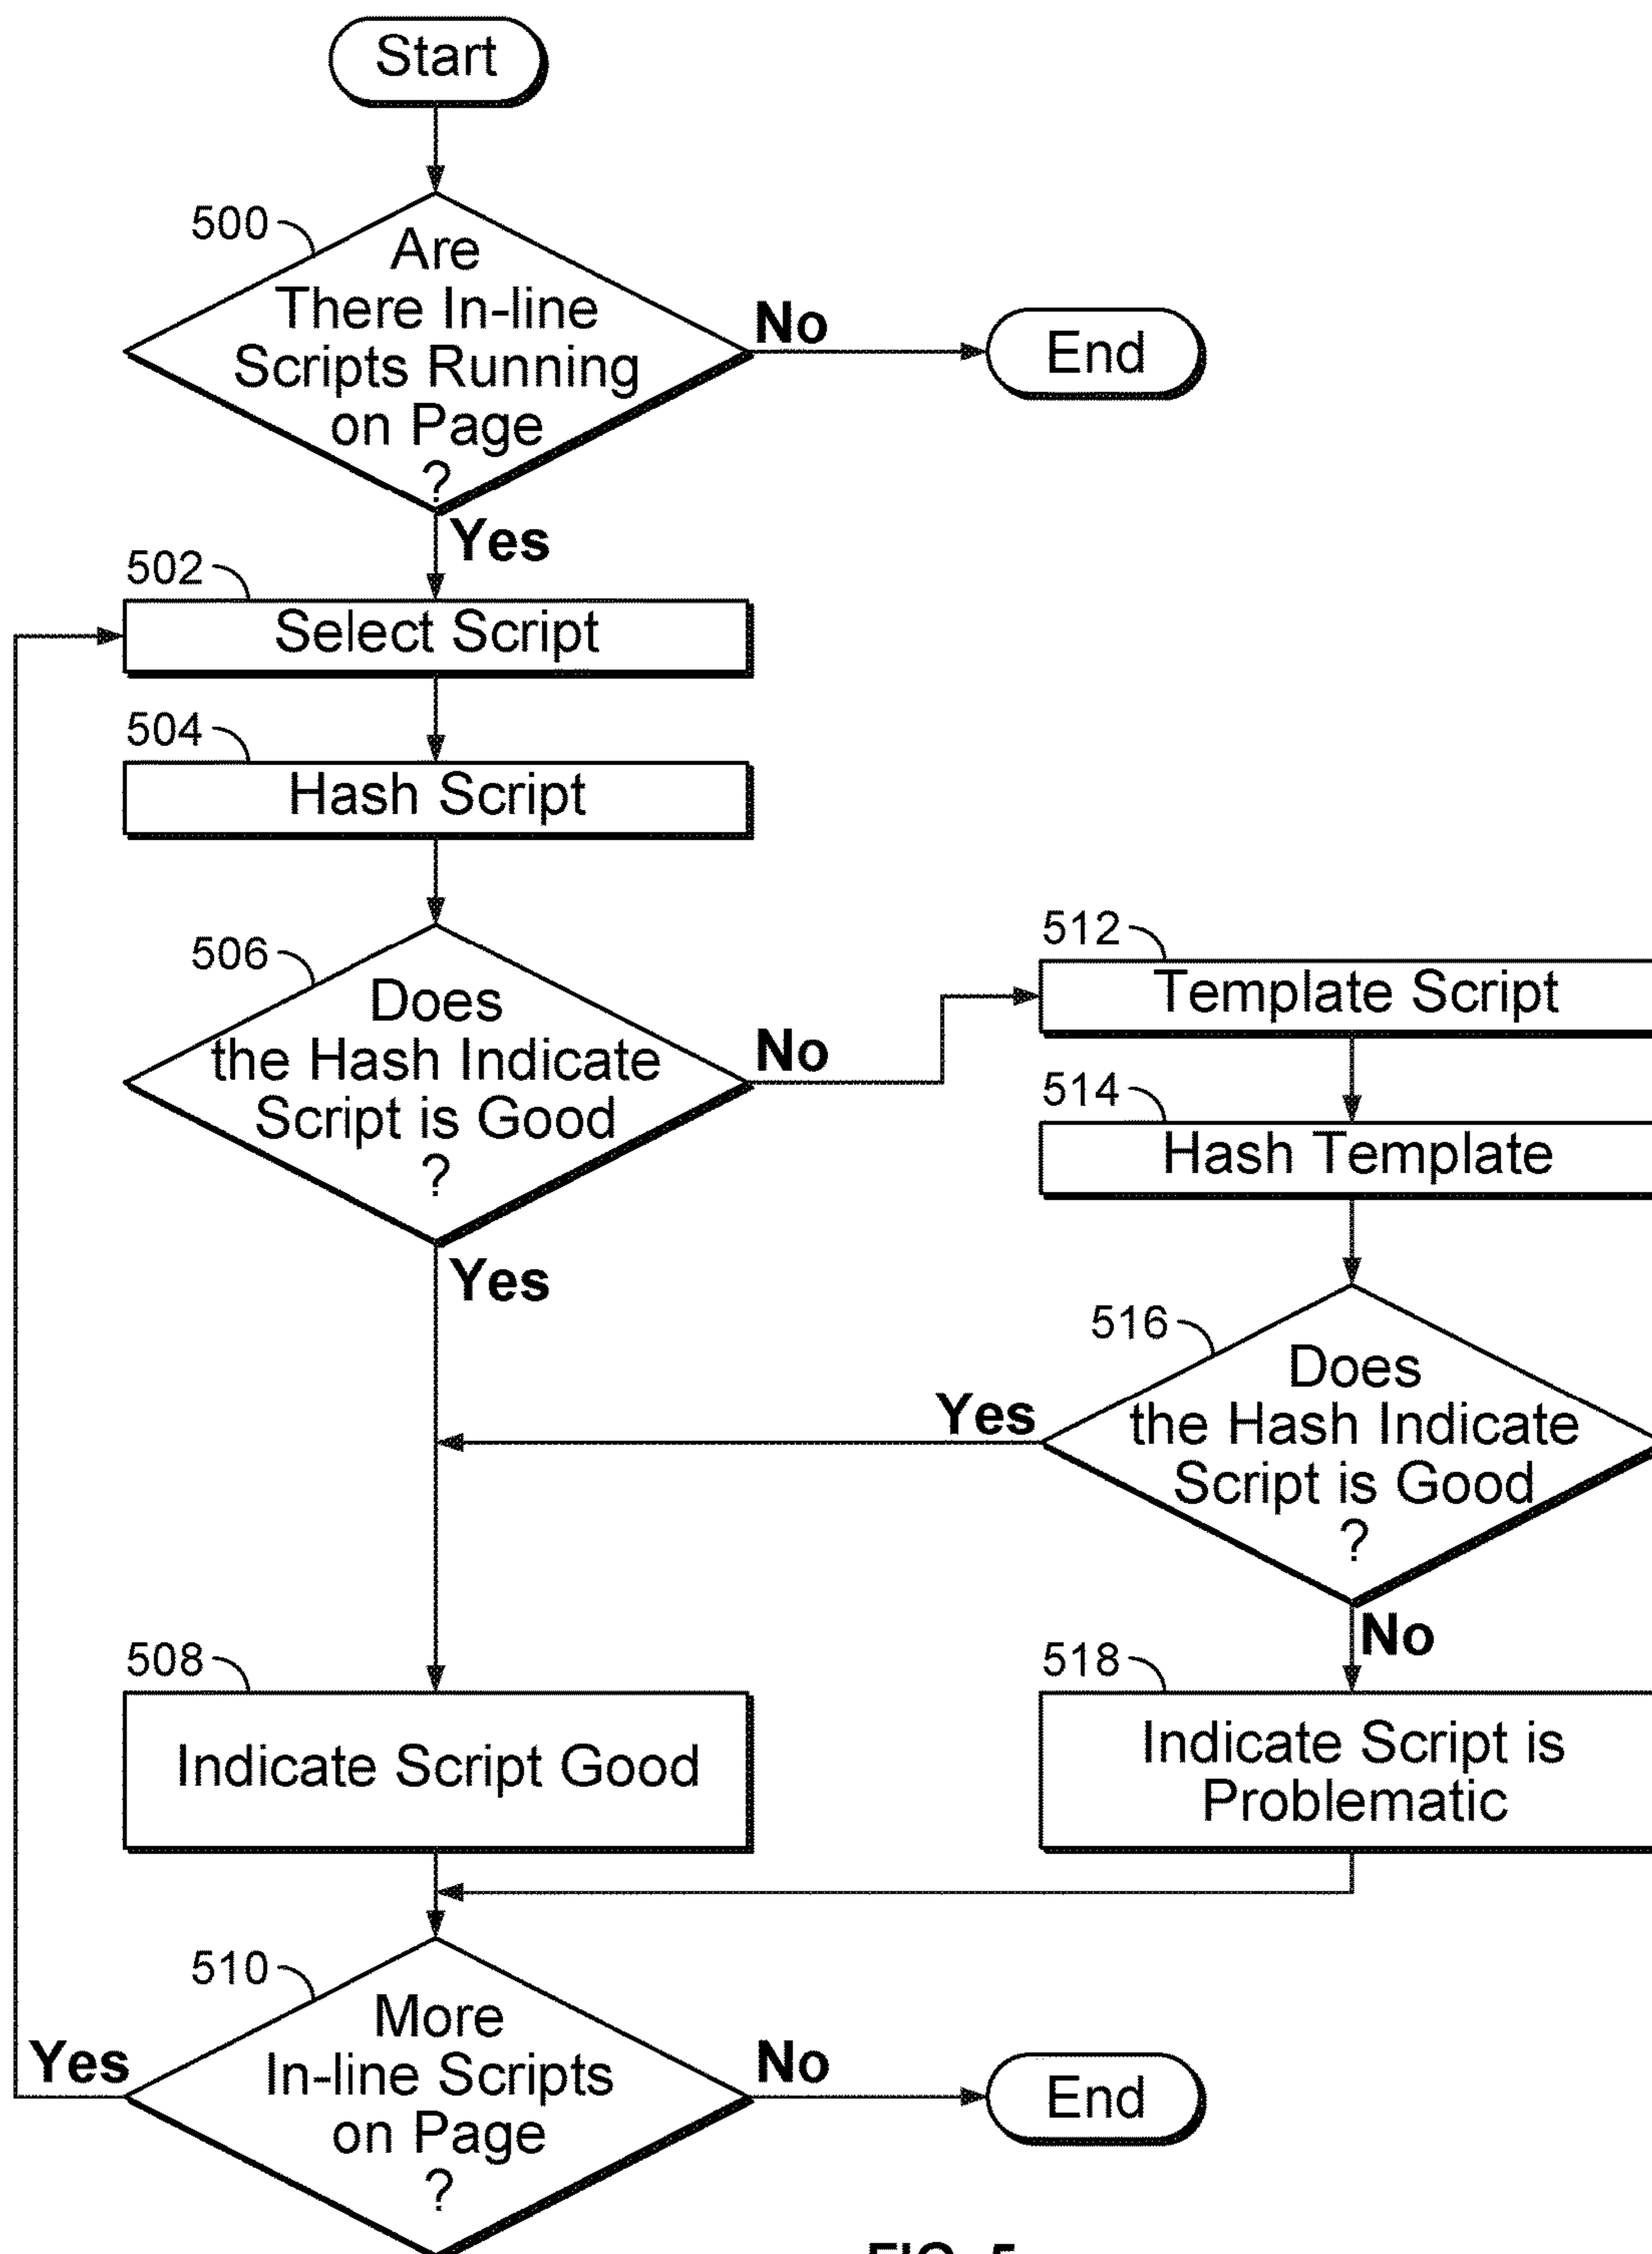 Start
500
Are
There In-line
Scripts Running
on Page
?
No
End
Yes
502
Select Script
504
Hash Script
506
Does
the Hash Indicate
Script is Good
?
No
Yes
512
Template Script
514
Hash Template
516
Does
the Hash Indicate
Script is Good
?
Yes
No
508
Indicate Script Good
518
Indicate Script is
Problematic
510
More
In-line Scripts
on Page
?
Yes
No
End
FIG. 5